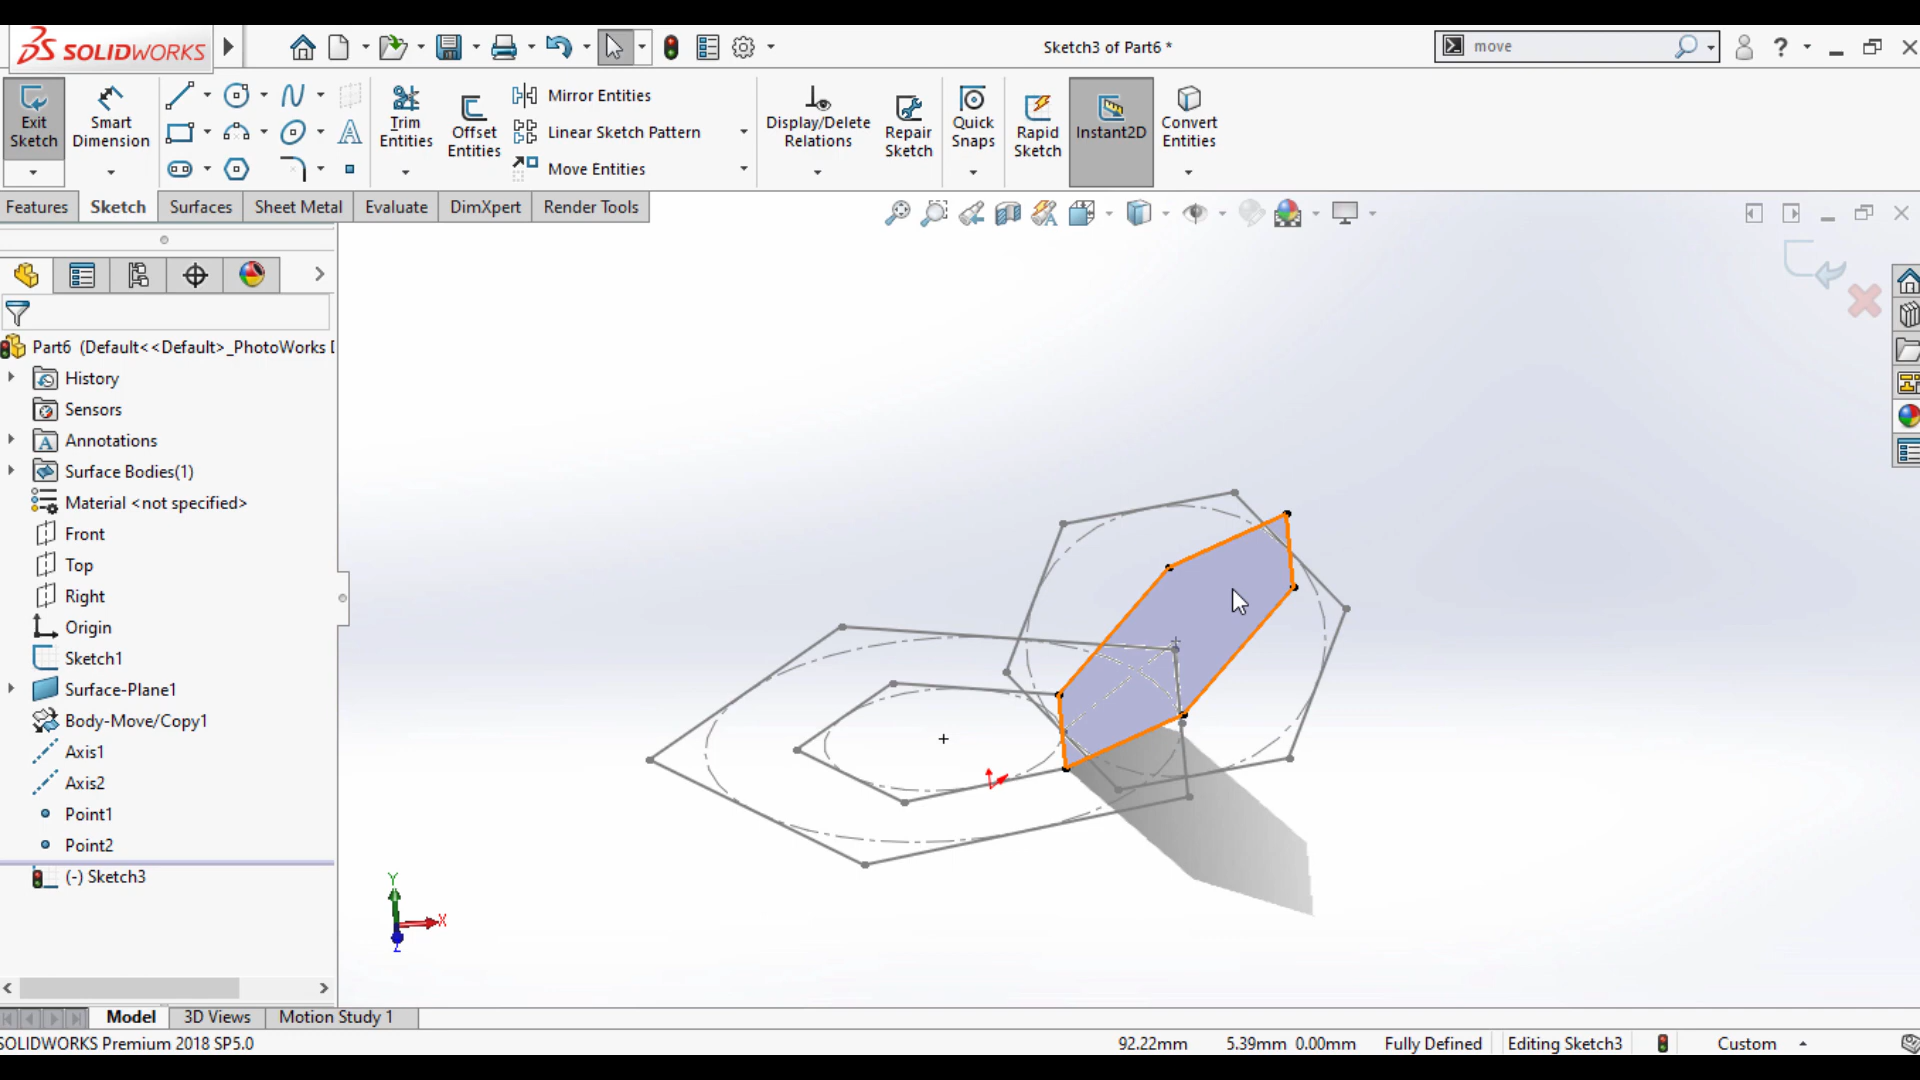 SOLIDWORKS
Sketch3 of Part6 *
move
Exit Sketch
Smart Dimension
Trim Entities
Offset Entities
Mirror Entities
Linear Sketch Pattern
Move Entities
Display/Delete Relations
Repair Sketch
Quick Snaps
Rapid Sketch
Instant2D
Convert Entities
Features
Sketch
Surfaces
Sheet Metal
Evaluate
DimXpert
Render Tools
Part6 (Default<<Default>_PhotoWorks
History
Sensors
Annotations
Surface Bodies(1)
Material <not specified>
Front
Top
Right
Origin
Sketch1
Surface-Plane1
Body-Move/Copy1
Axis1
Axis2
Point1
Point2
(-) Sketch3
Y
X
Z
Model
3D Views
Motion Study 1
SOLIDWORKS Premium 2018 SP5.0
92.22mm
5.39mm 0.00mm
Fully Defined
Editing Sketch3
Custom